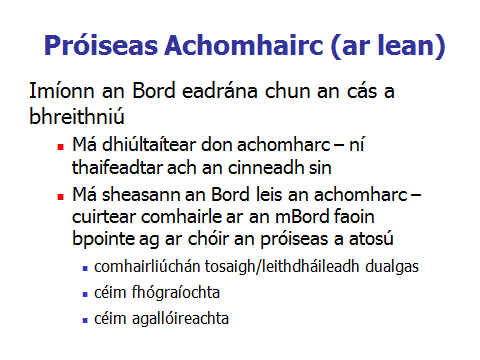 Próiseas Achomhairc (ar lean)
Imíonn an Bord eadrána chun an cás a
bhreithniú
Má dhiúltaítear don achomharc – ní
thaifeadtar ach an cinneadh sin
Má sheasann an Bord leis an achomharc –
cuirtear comhairle ar an mBord faoin
bpointe ag ar chóir an próiseas a atosú
comhairliúchán tosaigh/leithdháileadh dualgas
céim fhógraíochta
céim agallóireachta